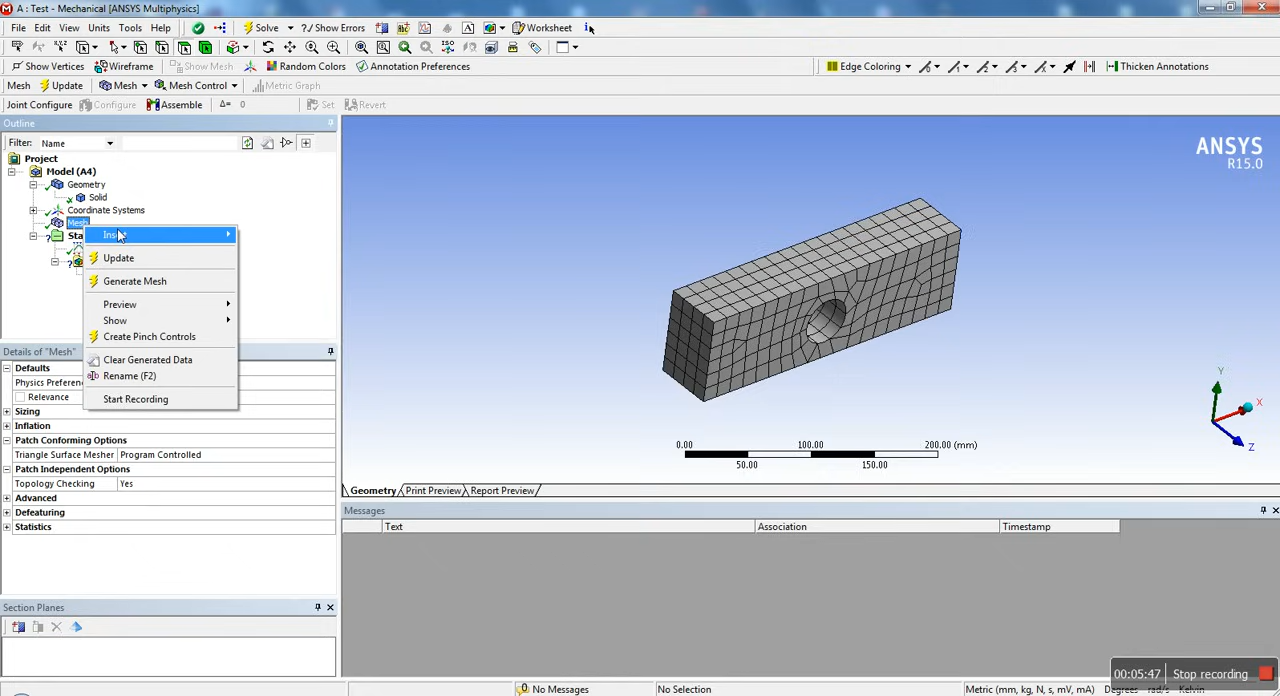 A : Test - Mechanical [ANSYS Multiphysics]
File Edit View Units Tools Help Solve ?/ Show Errors Worksheet
Show Vertices Wireframe Show Mesh Random Colors Annotation Preferences Edge Coloring Thicken Annotations
Mesh Update Mesh Mesh Control Metric Graph
Joint Configure Configure Assemble Δ= 0 Set Revert
Outline
Filter: Name
Project
Model (A4)
Geometry
Solid
Coordinate Systems
Mesh
Update
Generate Mesh
Preview
Show
Create Pinch Controls
Clear Generated Data
Rename (F2)
Start Recording
Details of "Mesh"
Defaults
Relevance
Sizing
Inflation
Patch Conforming Options
Triangle Surface Mesher Program Controlled
Patch Independent Options
Topology Checking Yes
Advanced
Defeaturing
Statistics
Section Planes
ANSYS
R15.0
Y
X
Z
0.00 100.00 200.00 (mm)
50.00 150.00
Geometry Print Preview Report Preview
Messages
Text Association Timestamp
00:05:47 Stop recording
0 No Messages No Selection Metric (mm, kg, N, s, mV, mA) Degrees rad/s Kelvin